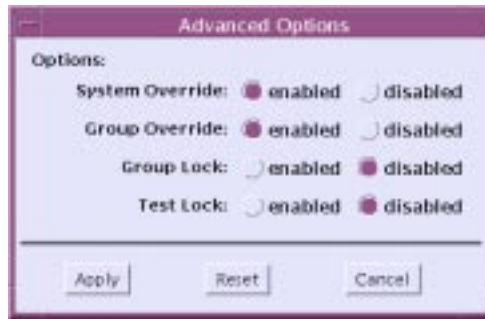 Advanced Options
Options:
System Override: enabled disabled
Group Override: enabled disabled
Group Lock: enabled disabled
Test Lock: enabled disabled
Apply Reset Cancel